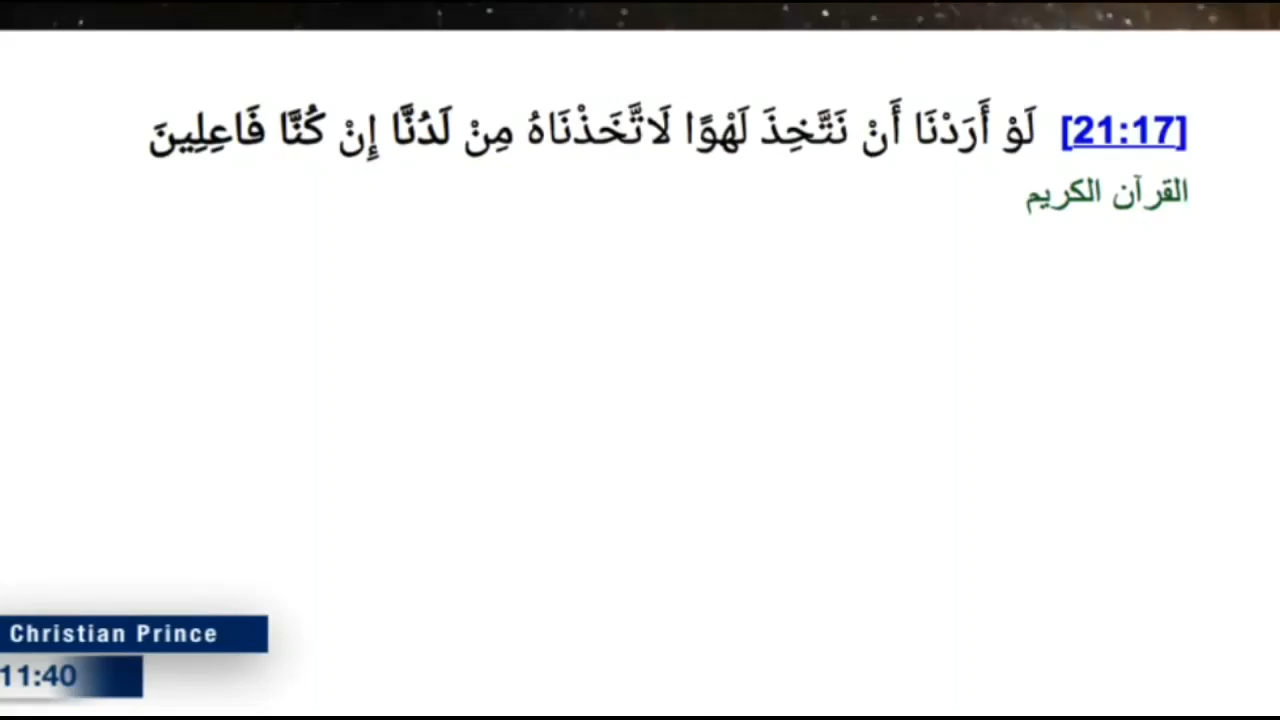 [21:17] لَوْ أَرَدْنَا أَنْ نَتَّخِذَ لَهْوًا لَاتَّخَذْنَاهُ مِنْ لَدُنَّا إِنْ كُنَّا فَاعِلِينَ
القرآن الكريم
Christian Prince
11:40